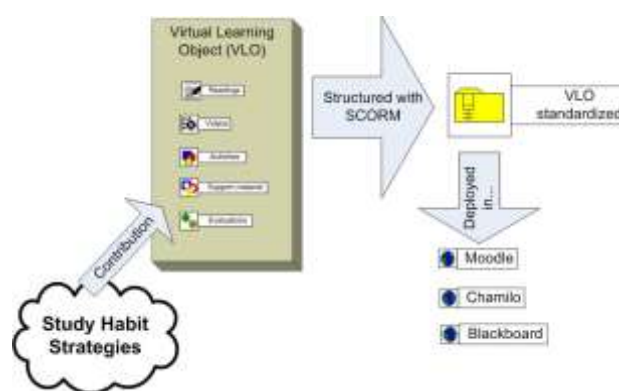 Virtual Learning
Object (VLO)
Readings
Videos
Activities
Support material
Evaluations
Contribution
Study Habit
Strategies
Structured with
SCORM
VLO
standardized
Deployed
in...
Moodle
Chamilo
Blackboard